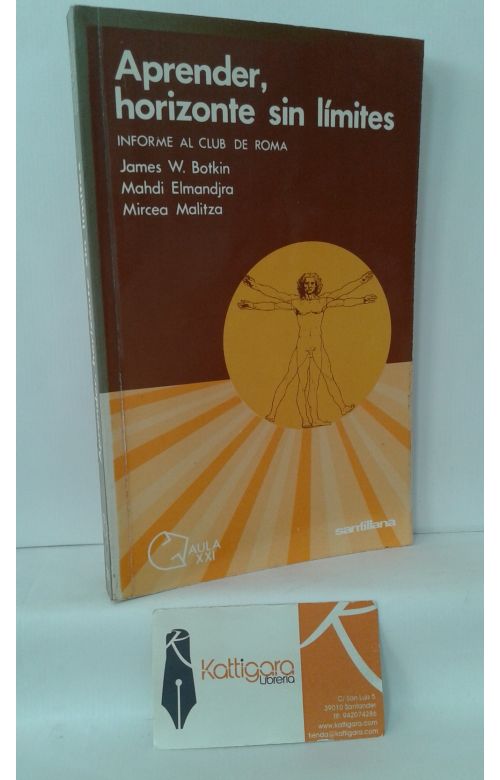 Aprender,
horizonte sin límites
INFORME AL CLUB DE ROMA
James W. Botkin
Mahdi Elmandjra
Mircea Malitza
santillana
AULA
XXI
Kattigara
Librería
C/ San Luis 5
39010 Santander
tlf: 942074286
www.kattigara.com
tienda@kattigara.com